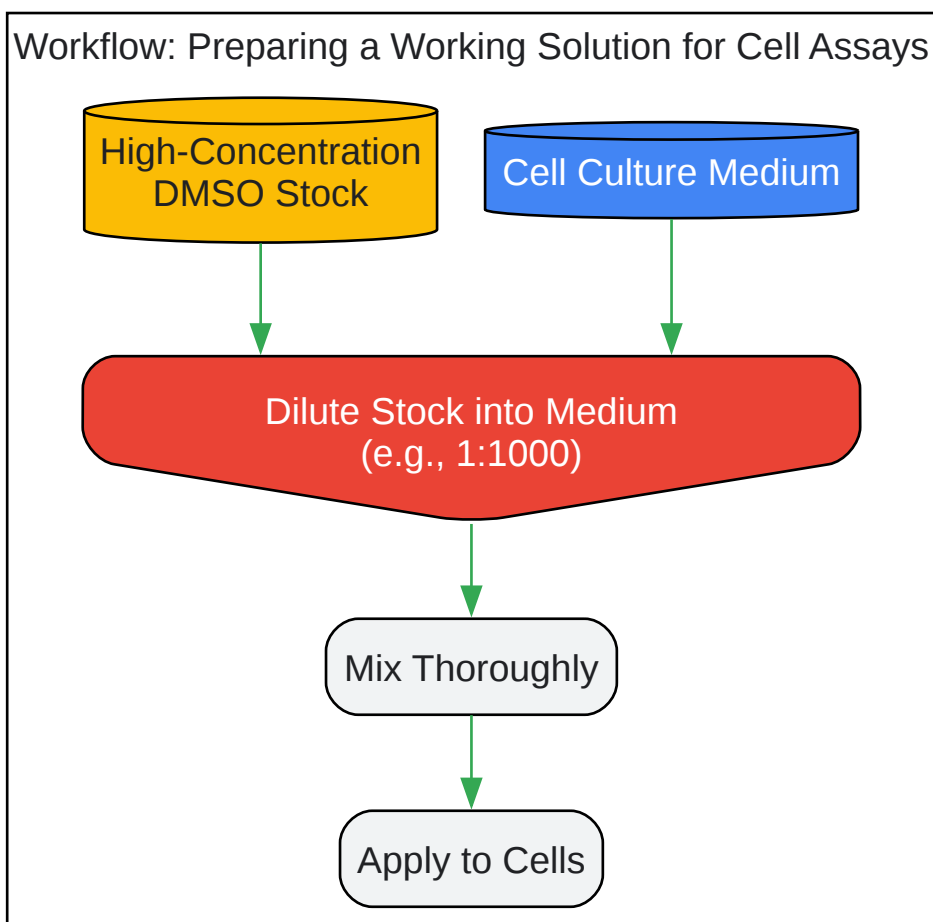 Workflow: Preparing a Working Solution for Cell Assays
High-Concentration
DMSO Stock
Cell Culture Medium
Dilute Stock into Medium
(e.g., 1:1000)
Mix Thoroughly
Apply to Cells